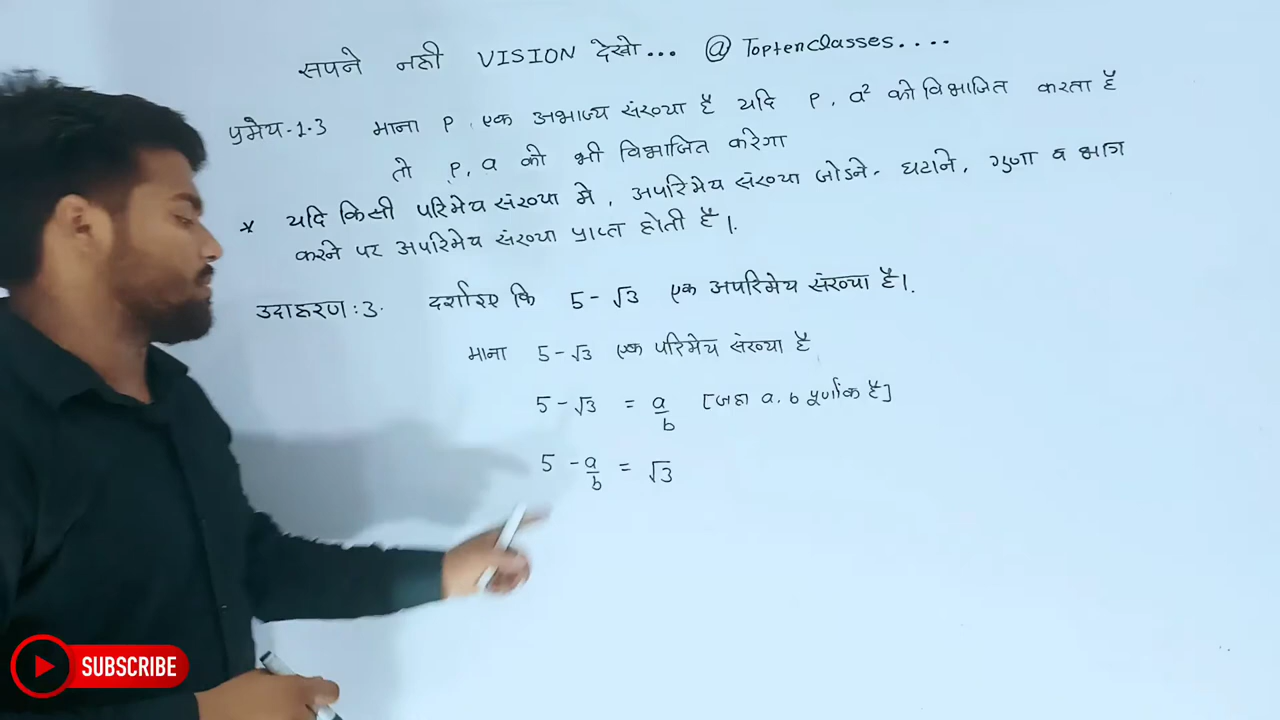 सपने नही VISION देखो... @ Toptenclasses....
प्रमेय-1.3 माना P, एक अभाज्य संख्या है यदि P, a² को विभाजित करता है
तो P, a को भी विभाजित करेगा
* यदि किसी परिमेय संख्या मे, अपरिमेय संख्या जोडने, घटाने, गुणा व भाग
करने पर अपरिमेय संख्या प्राप्त होती है।.
उदाहरण:3. दर्शाइए कि 5-√3 एक अपरिमेय संख्या है।.
माना 5-√3 एक परिमेय संख्या है
5-√3 = a/b [जहा a, b पूर्णांक है]
5 - a/b = √3
SUBSCRIBE